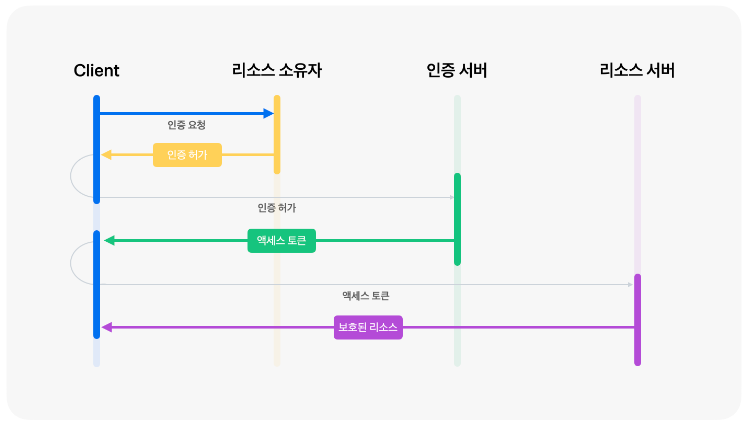 Client
리소스 소유자
인증 서버
리소스 서버
인증 요청
인증 허가
인증 허가
액세스 토큰
액세스 토큰
보호된 리소스